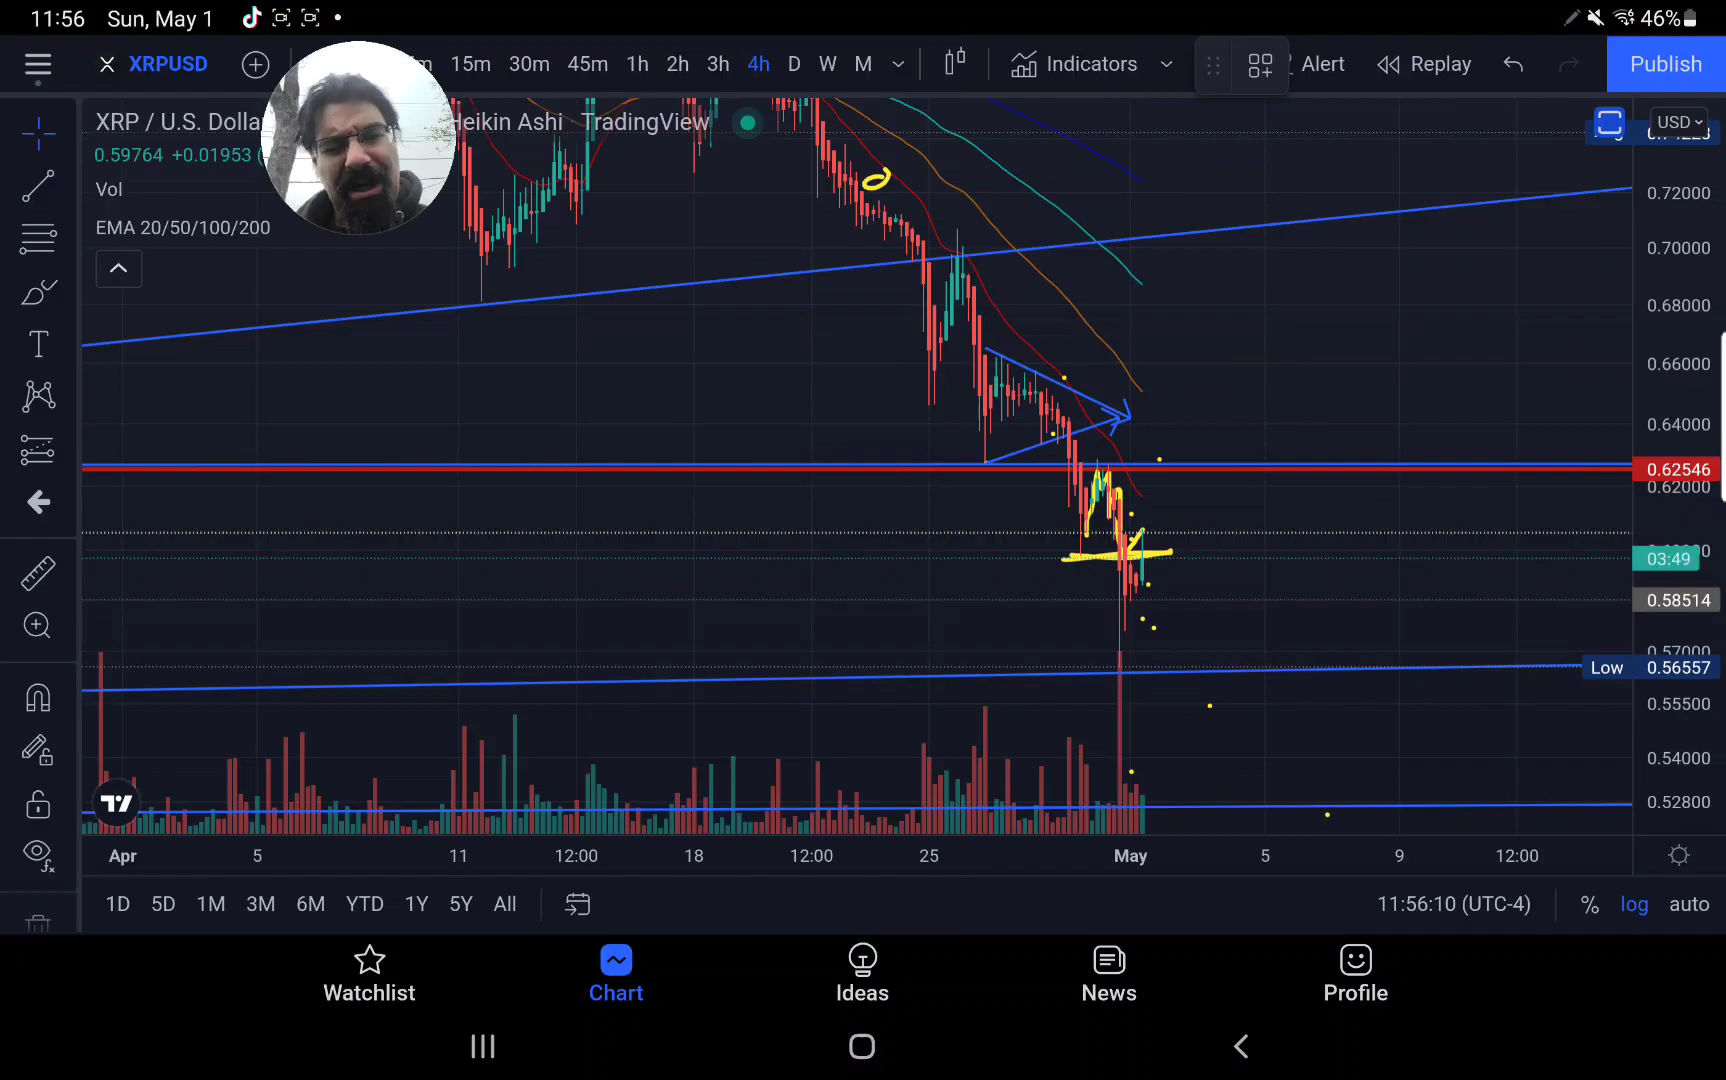 11:56 Sun, May 1 46%
XRPUSD m 15m 30m 45m 1h 2h 3h 4h D W M Indicators Alert Replay Publish
XRP / U.S. Dolla Heikin Ashi TradingView
USD
0.59764 +0.01953 (
Vol
EMA 20/50/100/200
0.72000
0.70000
0.68000
0.66000
0.64000
0.62546
0.62000
03:49
0.58514
0.57000
Low 0.56557
0.55500
0.54000
0.52800
Apr 5 11 12:00 18 12:00 25 May 5 9 12:00
1D 5D 1M 3M 6M YTD 1Y 5Y All 11:56:10 (UTC-4) % log auto
Watchlist Chart Ideas News Profile